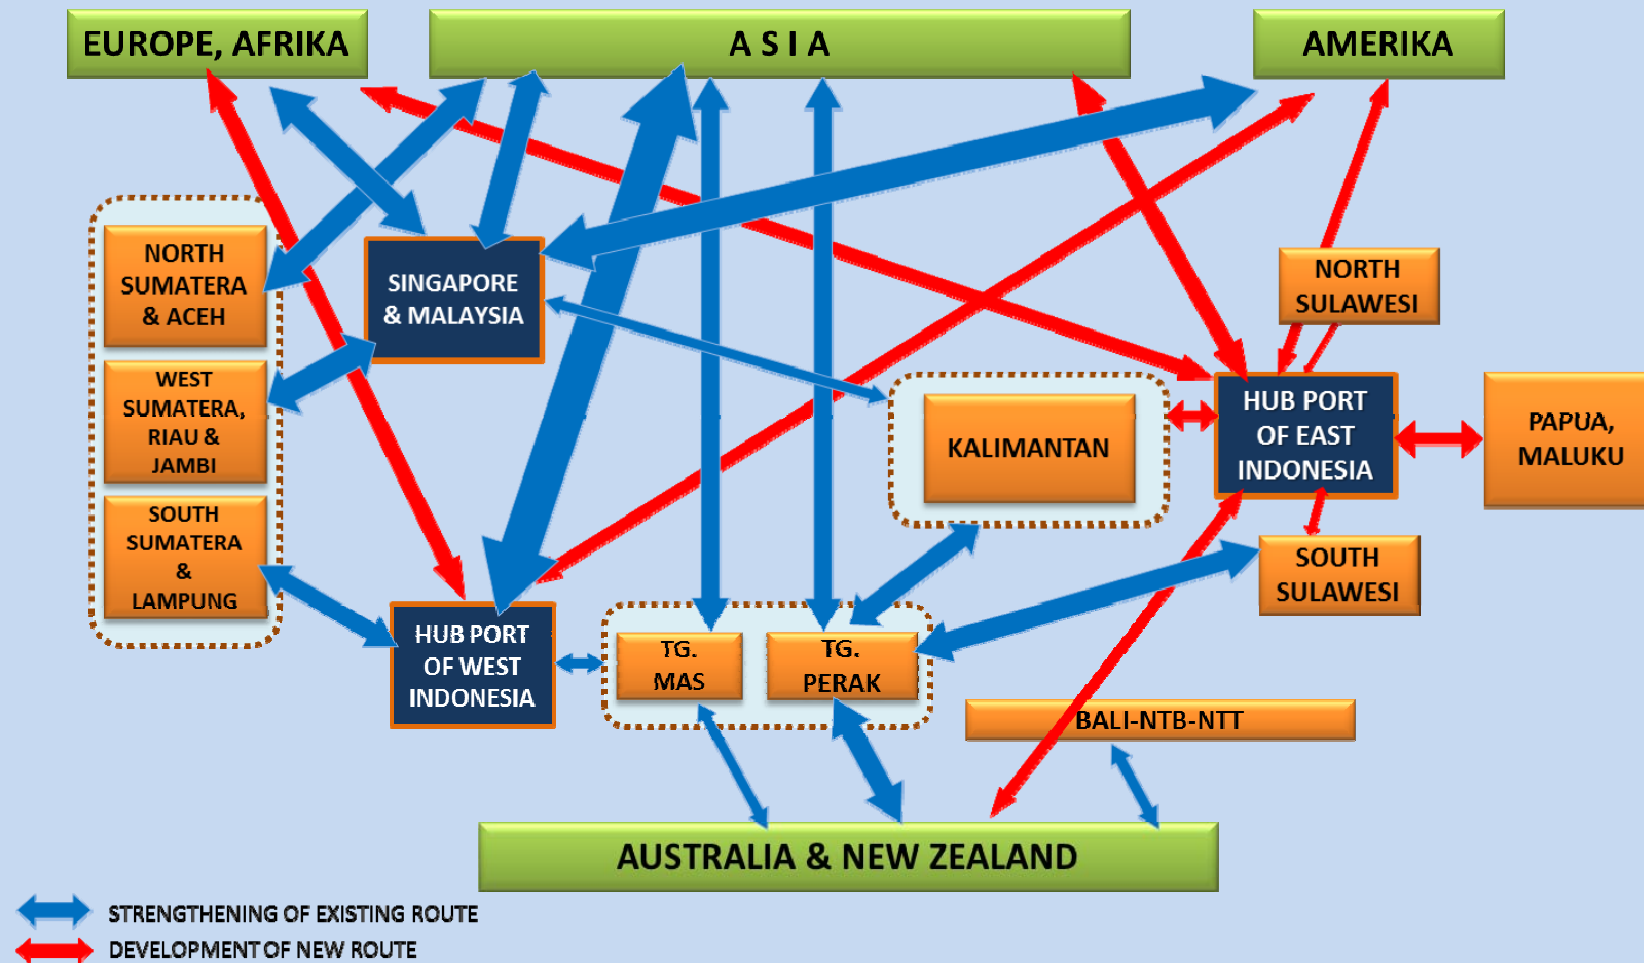 EUROPE, AFRIKA
A S I A
AMERIKA
NORTH
SUMATERA
& ACEH
SINGAPORE
& MALAYSIA
NORTH
SULAWESI
WEST
SUMATERA,
RIAU &
JAMBI
KALIMANTAN
HUB PORT
OF EAST
INDONESIA
PAPUA,
MALUKU
SOUTH
SUMATERA
&
LAMPUNG
SOUTH
SULAWESI
HUB PORT
OF WEST
INDONESIA
TG.
MAS
TG.
PERAK
BALI-NTB-NTT
AUSTRALIA & NEW ZEALAND
STRENGTHENING OF EXISTING ROUTE
DEVELOPMENT OF NEW ROUTE